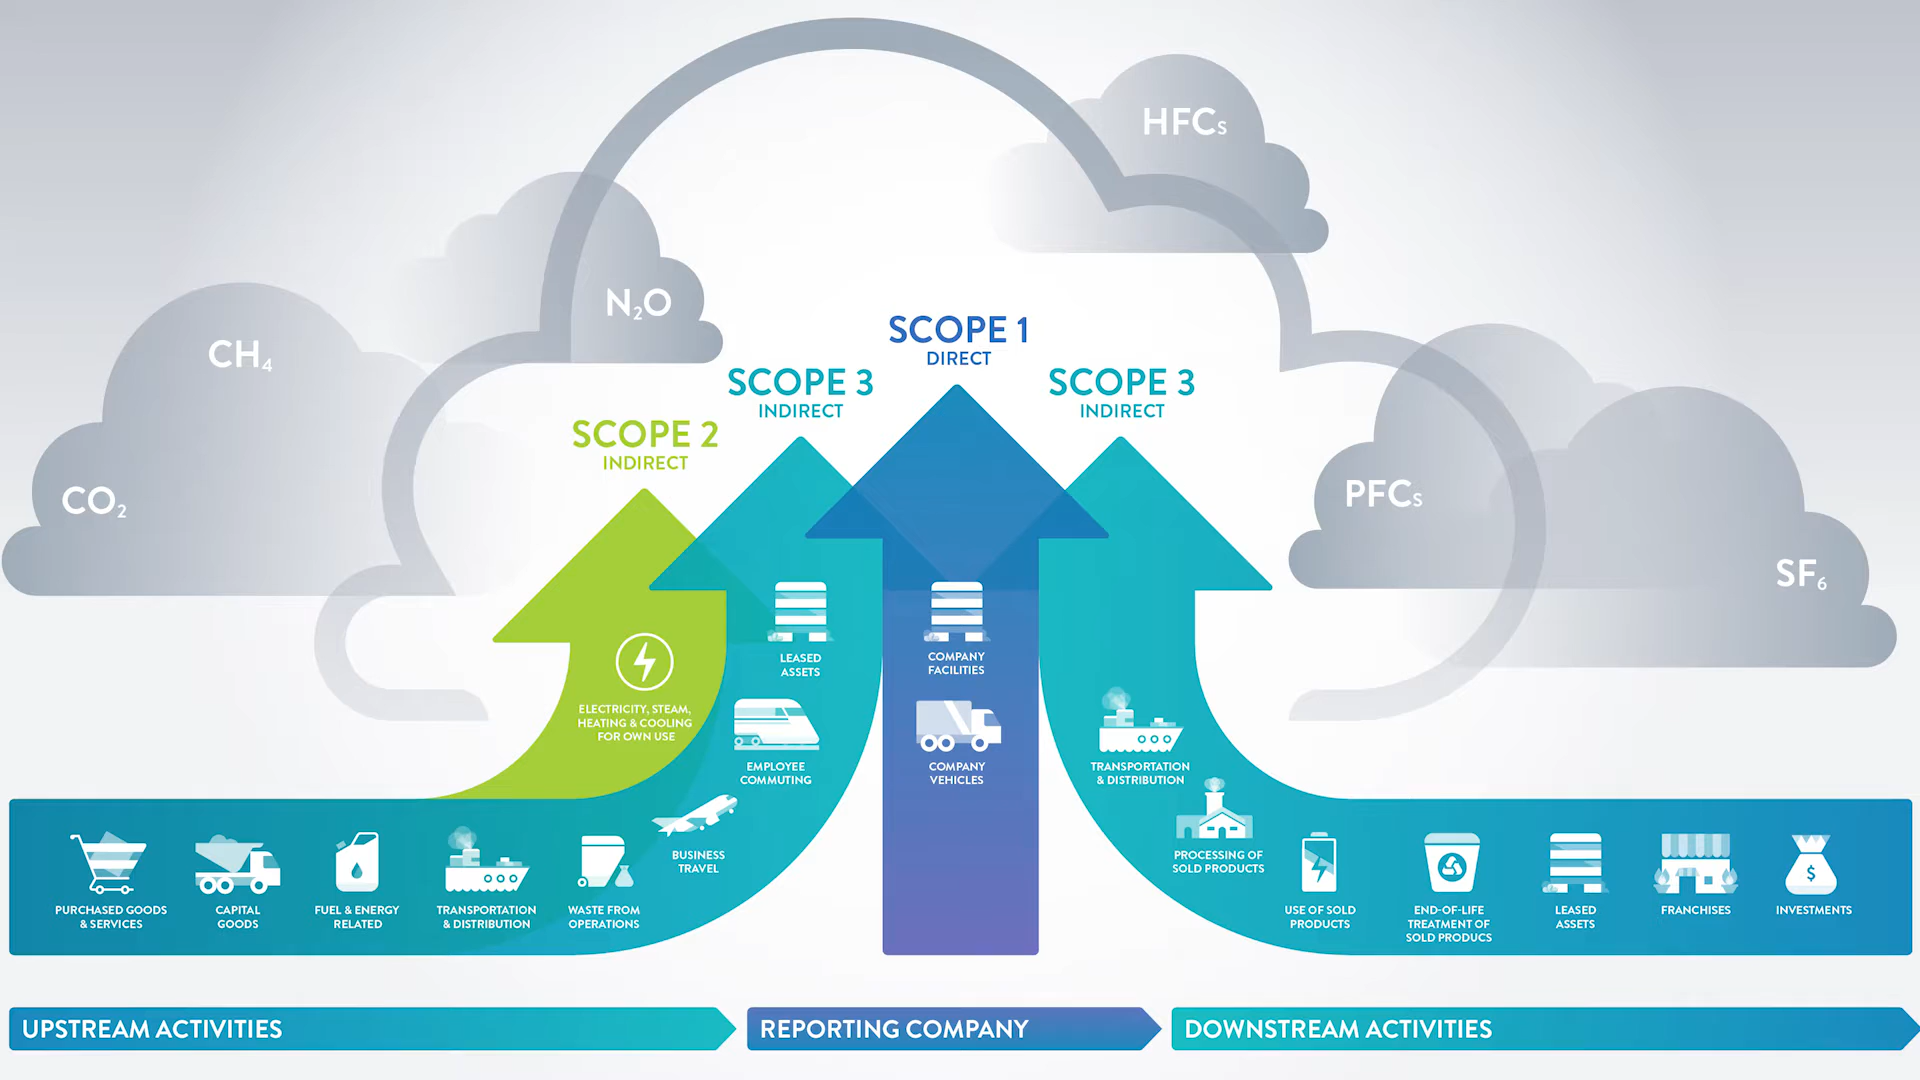 HFCs
N₂O
CH₄
CO₂
PFCs
SF₆
SCOPE 2
INDIRECT
SCOPE 3
INDIRECT
SCOPE 1
DIRECT
SCOPE 3
INDIRECT
ELECTRICITY, STEAM,
HEATING & COOLING
FOR OWN USE
LEASED
ASSETS
EMPLOYEE
COMMUTING
BUSINESS
TRAVEL
COMPANY
FACILITIES
COMPANY
VEHICLES
TRANSPORTATION
& DISTRIBUTION
PROCESSING OF
SOLD PRODUCTS
PURCHASED GOODS
& SERVICES
CAPITAL
GOODS
FUEL & ENERGY
RELATED
TRANSPORTATION
& DISTRIBUTION
WASTE FROM
OPERATIONS
USE OF SOLD
PRODUCTS
END-OF-LIFE
TREATMENT OF
SOLD PRODUCS
LEASED
ASSETS
FRANCHISES
$
INVESTMENTS
UPSTREAM ACTIVITIES
REPORTING COMPANY
DOWNSTREAM ACTIVITIES